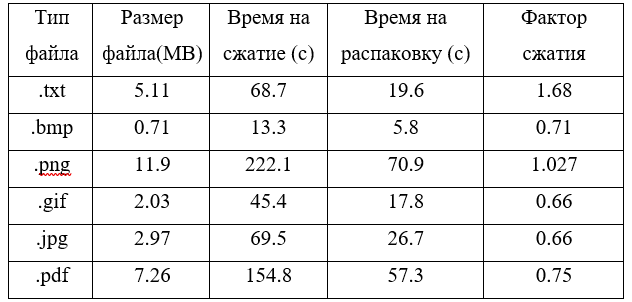 Тип файла Размер файла(MB) Время на сжатие (с) Время на распаковку (с) Фактор сжатия
.txt 5.11 68.7 19.6 1.68
.bmp 0.71 13.3 5.8 0.71
.png 11.9 222.1 70.9 1.027
.gif 2.03 45.4 17.8 0.66
.jpg 2.97 69.5 26.7 0.66
.pdf 7.26 154.8 57.3 0.75